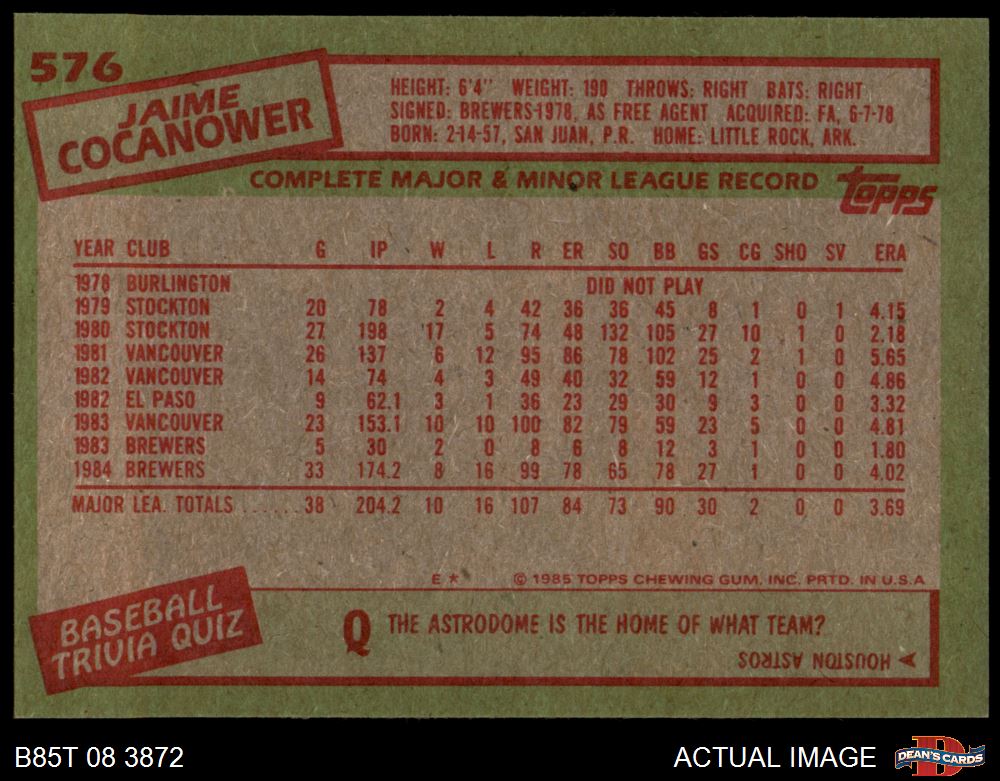 576
JAIME
COCANOWER
HEIGHT: 6'4" WEIGHT: 190 THROWS: RIGHT BATS: RIGHT
SIGNED: BREWERS-1978, AS FREE AGENT ACQUIRED: FA, 6-7-78
BORN: 2-14-57, SAN JUAN, P.R. HOME: LITTLE ROCK, ARK.
COMPLETE MAJOR & MINOR LEAGUE RECORD
topps
YEAR CLUB G IP W L R ER SO BB GS CG SHO SV ERA
1978 BURLINGTON DID NOT PLAY
1979 STOCKTON 20 78 2 4 42 36 36 45 8 1 0 1 4.15
1980 STOCKTON 27 198 17 5 74 48 132 105 27 10 1 0 2.18
1981 VANCOUVER 26 137 6 12 95 86 78 102 25 2 1 0 5.65
1982 VANCOUVER 14 74 4 3 49 40 32 59 12 1 0 0 4.86
1982 EL PASO 9 62.1 3 1 36 23 29 30 9 3 0 0 3.32
1983 VANCOUVER 23 153.1 10 10 100 82 79 59 23 5 0 0 4.81
1983 BREWERS 5 30 2 0 8 6 8 12 3 1 0 0 1.80
1984 BREWERS 33 174.2 8 16 99 78 65 78 27 1 0 0 4.02
MAJOR LEA. TOTALS ...... 38 204.2 10 16 107 84 73 90 30 2 0 0 3.69
E * © 1985 TOPPS CHEWING GUM, INC. PRTD. IN U.S.A
BASEBALL
TRIVIA QUIZ
Q THE ASTRODOME IS THE HOME OF WHAT TEAM?
A HOUSTON ASTROS
B85T 08 3872
ACTUAL IMAGE
D
DEAN'S CARDS